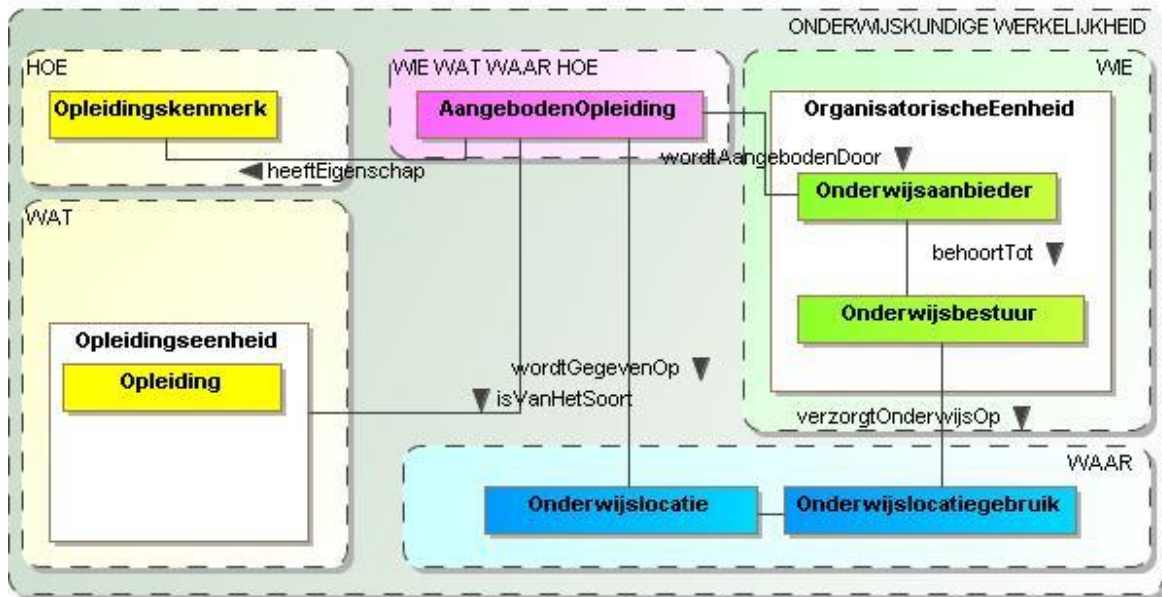 ONDERWIJSKUNDIGE WERKELIJKHEID
HOE
Opleidingskenmerk
WIE WAT WAAR HOE
AangebodenOpleiding
WIE
OrganisatorischeEenheid
wordtAangebodenDoor
heeftEigenschap
Onderwijsaanbieder
behoortTot
Onderwijsbestuur
WAT
Opleidingseenheid
Opleiding
wordtGegevenOp
isVanHetSoort
verzorgtOnderwijsOp
WAAR
Onderwijslocatie
Onderwijslocatiegebruik